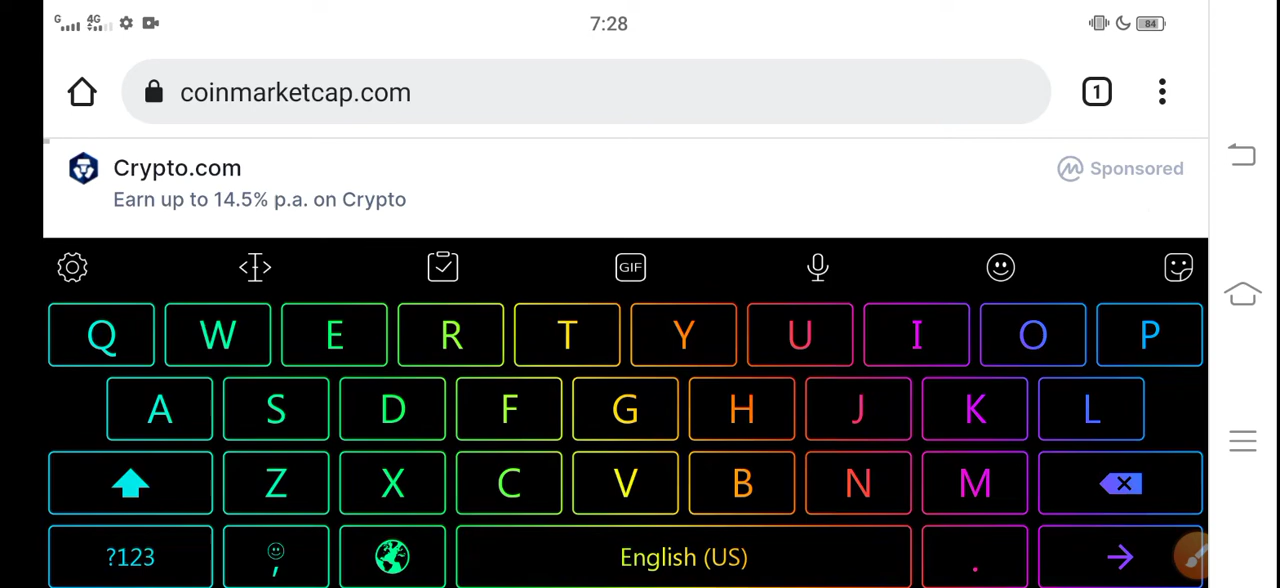 G 4G 7:28 84
coinmarketcap.com 1
Crypto.com Sponsored
Earn up to 14.5% p.a. on Crypto
GIF
Q W E R T Y U I O P
A S D F G H J K L
Z X C V B N M
?123 , English (US) .